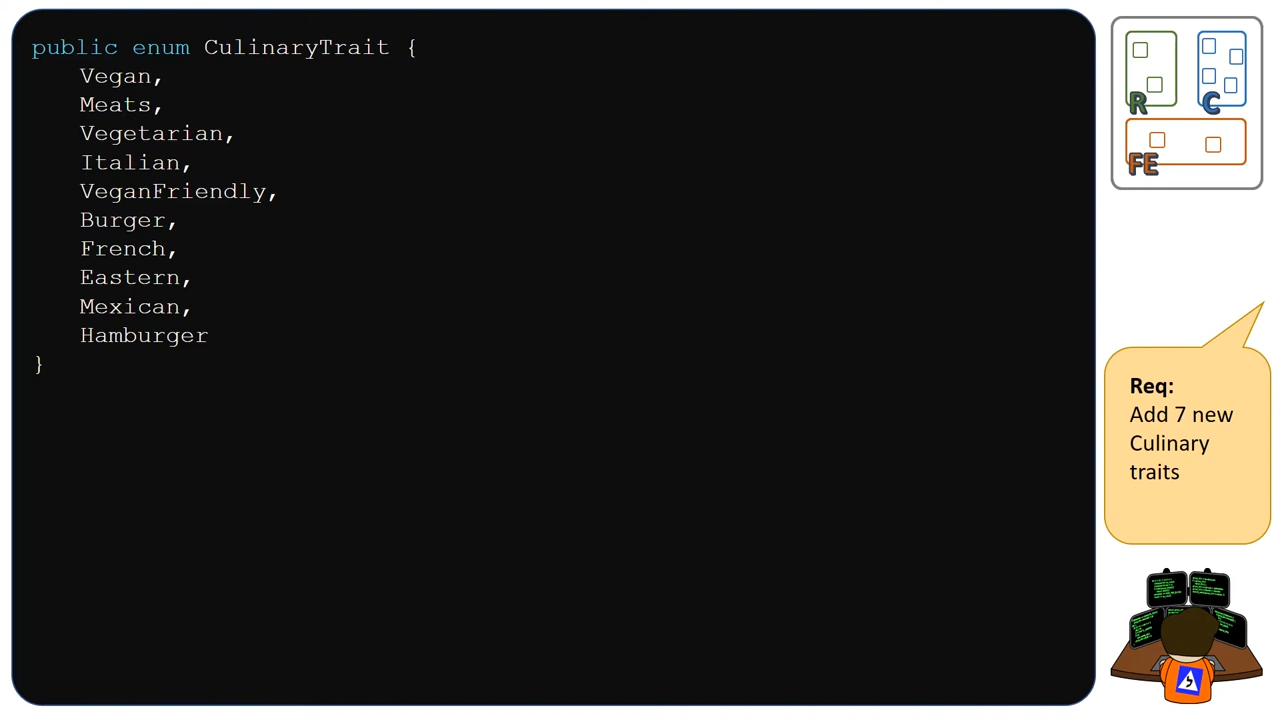 public enum CulinaryTrait {
    Vegan,
    Meats,
    Vegetarian,
    Italian,
    VeganFriendly,
    Burger,
    French,
    Eastern,
    Mexican,
    Hamburger
}
R
C
FE
Req:
Add 7 new
Culinary
traits